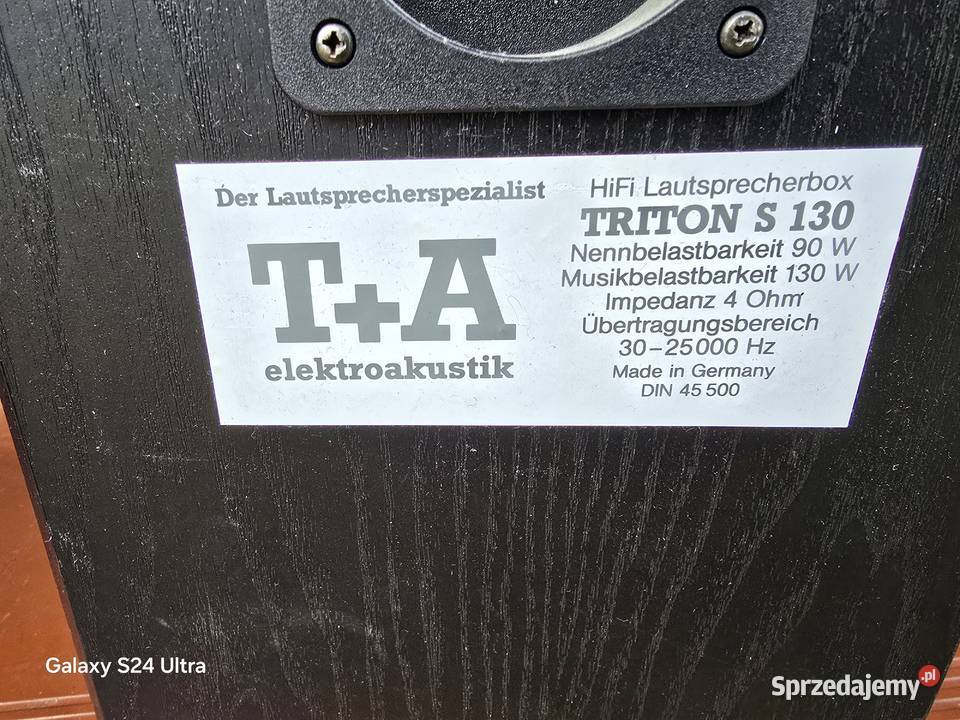 Der Lautsprecherspezialist
T+A
elektroakustik
HiFi Lautsprecherbox
TRITON S 130
Nennbelastbarkeit 90 W
Musikbelastbarkeit 130 W
Impedanz 4 Ohm
Übertragungsbereich
30–25000 Hz
Made in Germany
DIN 45 500
Galaxy S24 Ultra
Sprzedajemy.pl